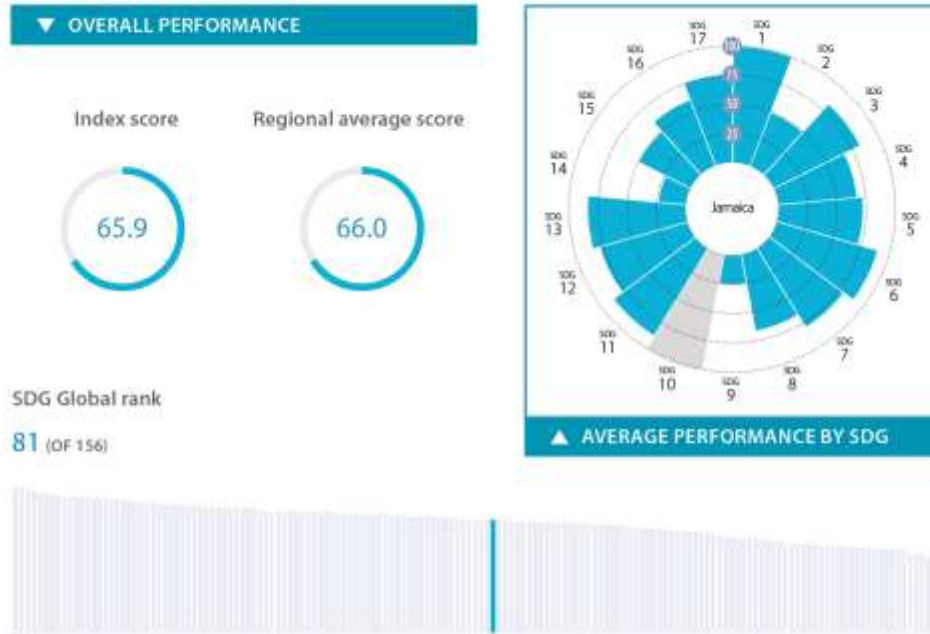 ▼ OVERALL PERFORMANCE
Index score
Regional average score
65.9
66.0
SDG Global rank
81 (OF 156)
SDG 1
SDG 2
SDG 3
SDG 4
SDG 5
SDG 6
SDG 7
SDG 8
SDG 9
SDG 10
SDG 11
SDG 12
SDG 13
SDG 14
SDG 15
SDG 16
SDG 17
100
75
50
25
Jamaica
▲ AVERAGE PERFORMANCE BY SDG